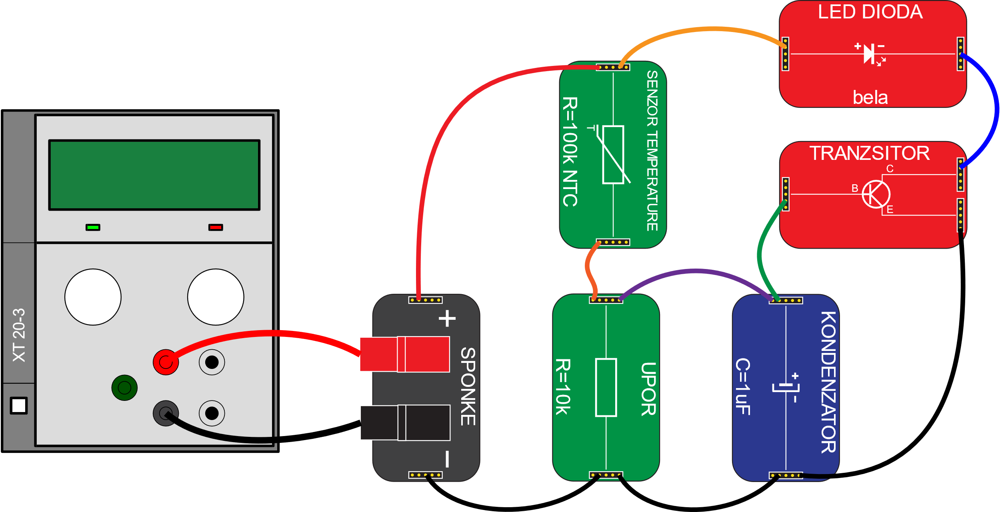 LED DIODA
+ −
bela
SENZOR TEMPERATURE
T
R=100k NTC
TRANZSITOR
C
B
E
XT 20-3
+
SPONKE
−
UPOR
R=10k
KONDENZATOR
+
-
C=1uF